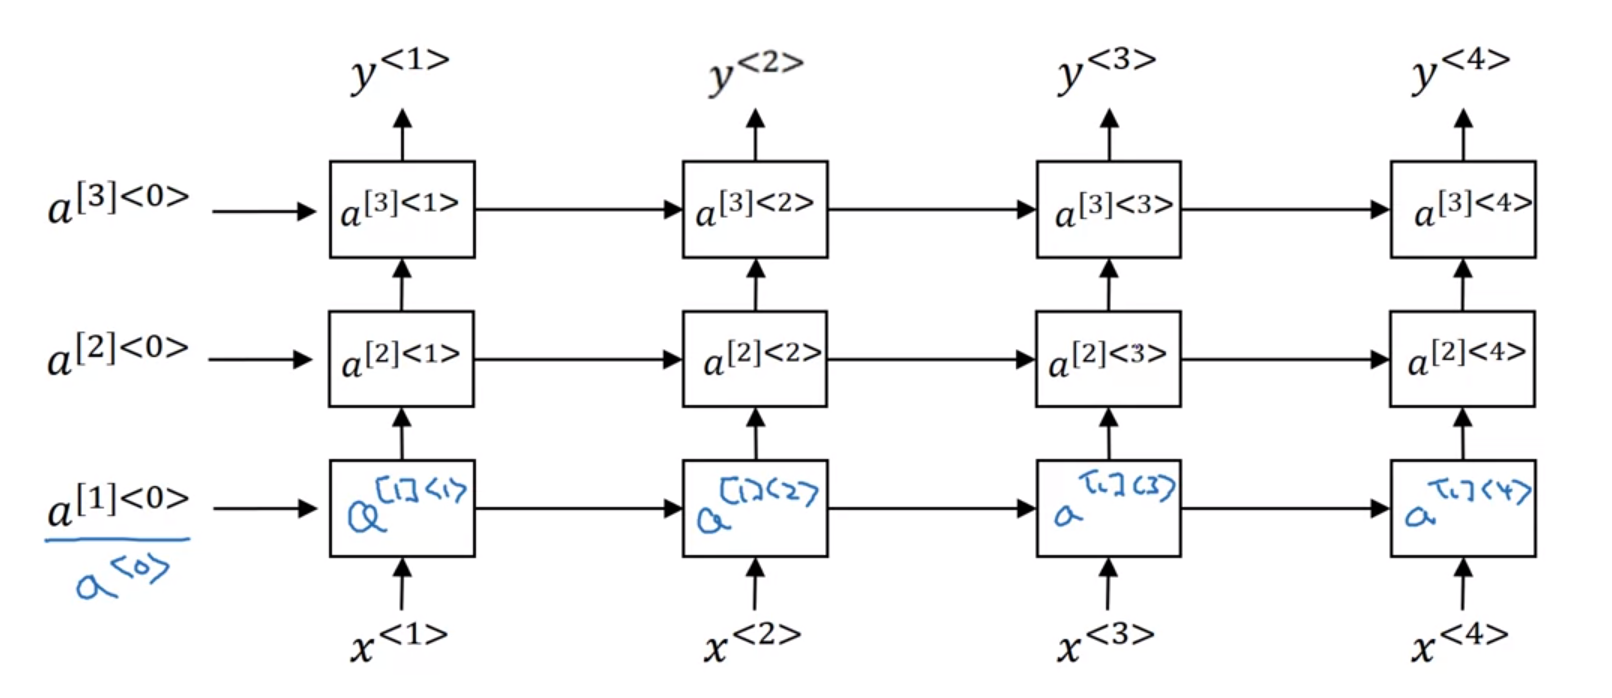 y<1> y<2> y<3> y<4>
a[3]<0> a[3]<1> a[3]<2> a[3]<3> a[3]<4>
a[2]<0> a[2]<1> a[2]<2> a[2]<3> a[2]<4>
a[1]<0> a[1]<1> a[1]<2> a[1]<3> a[1]<4>
a<0>
x<1> x<2> x<3> x<4>